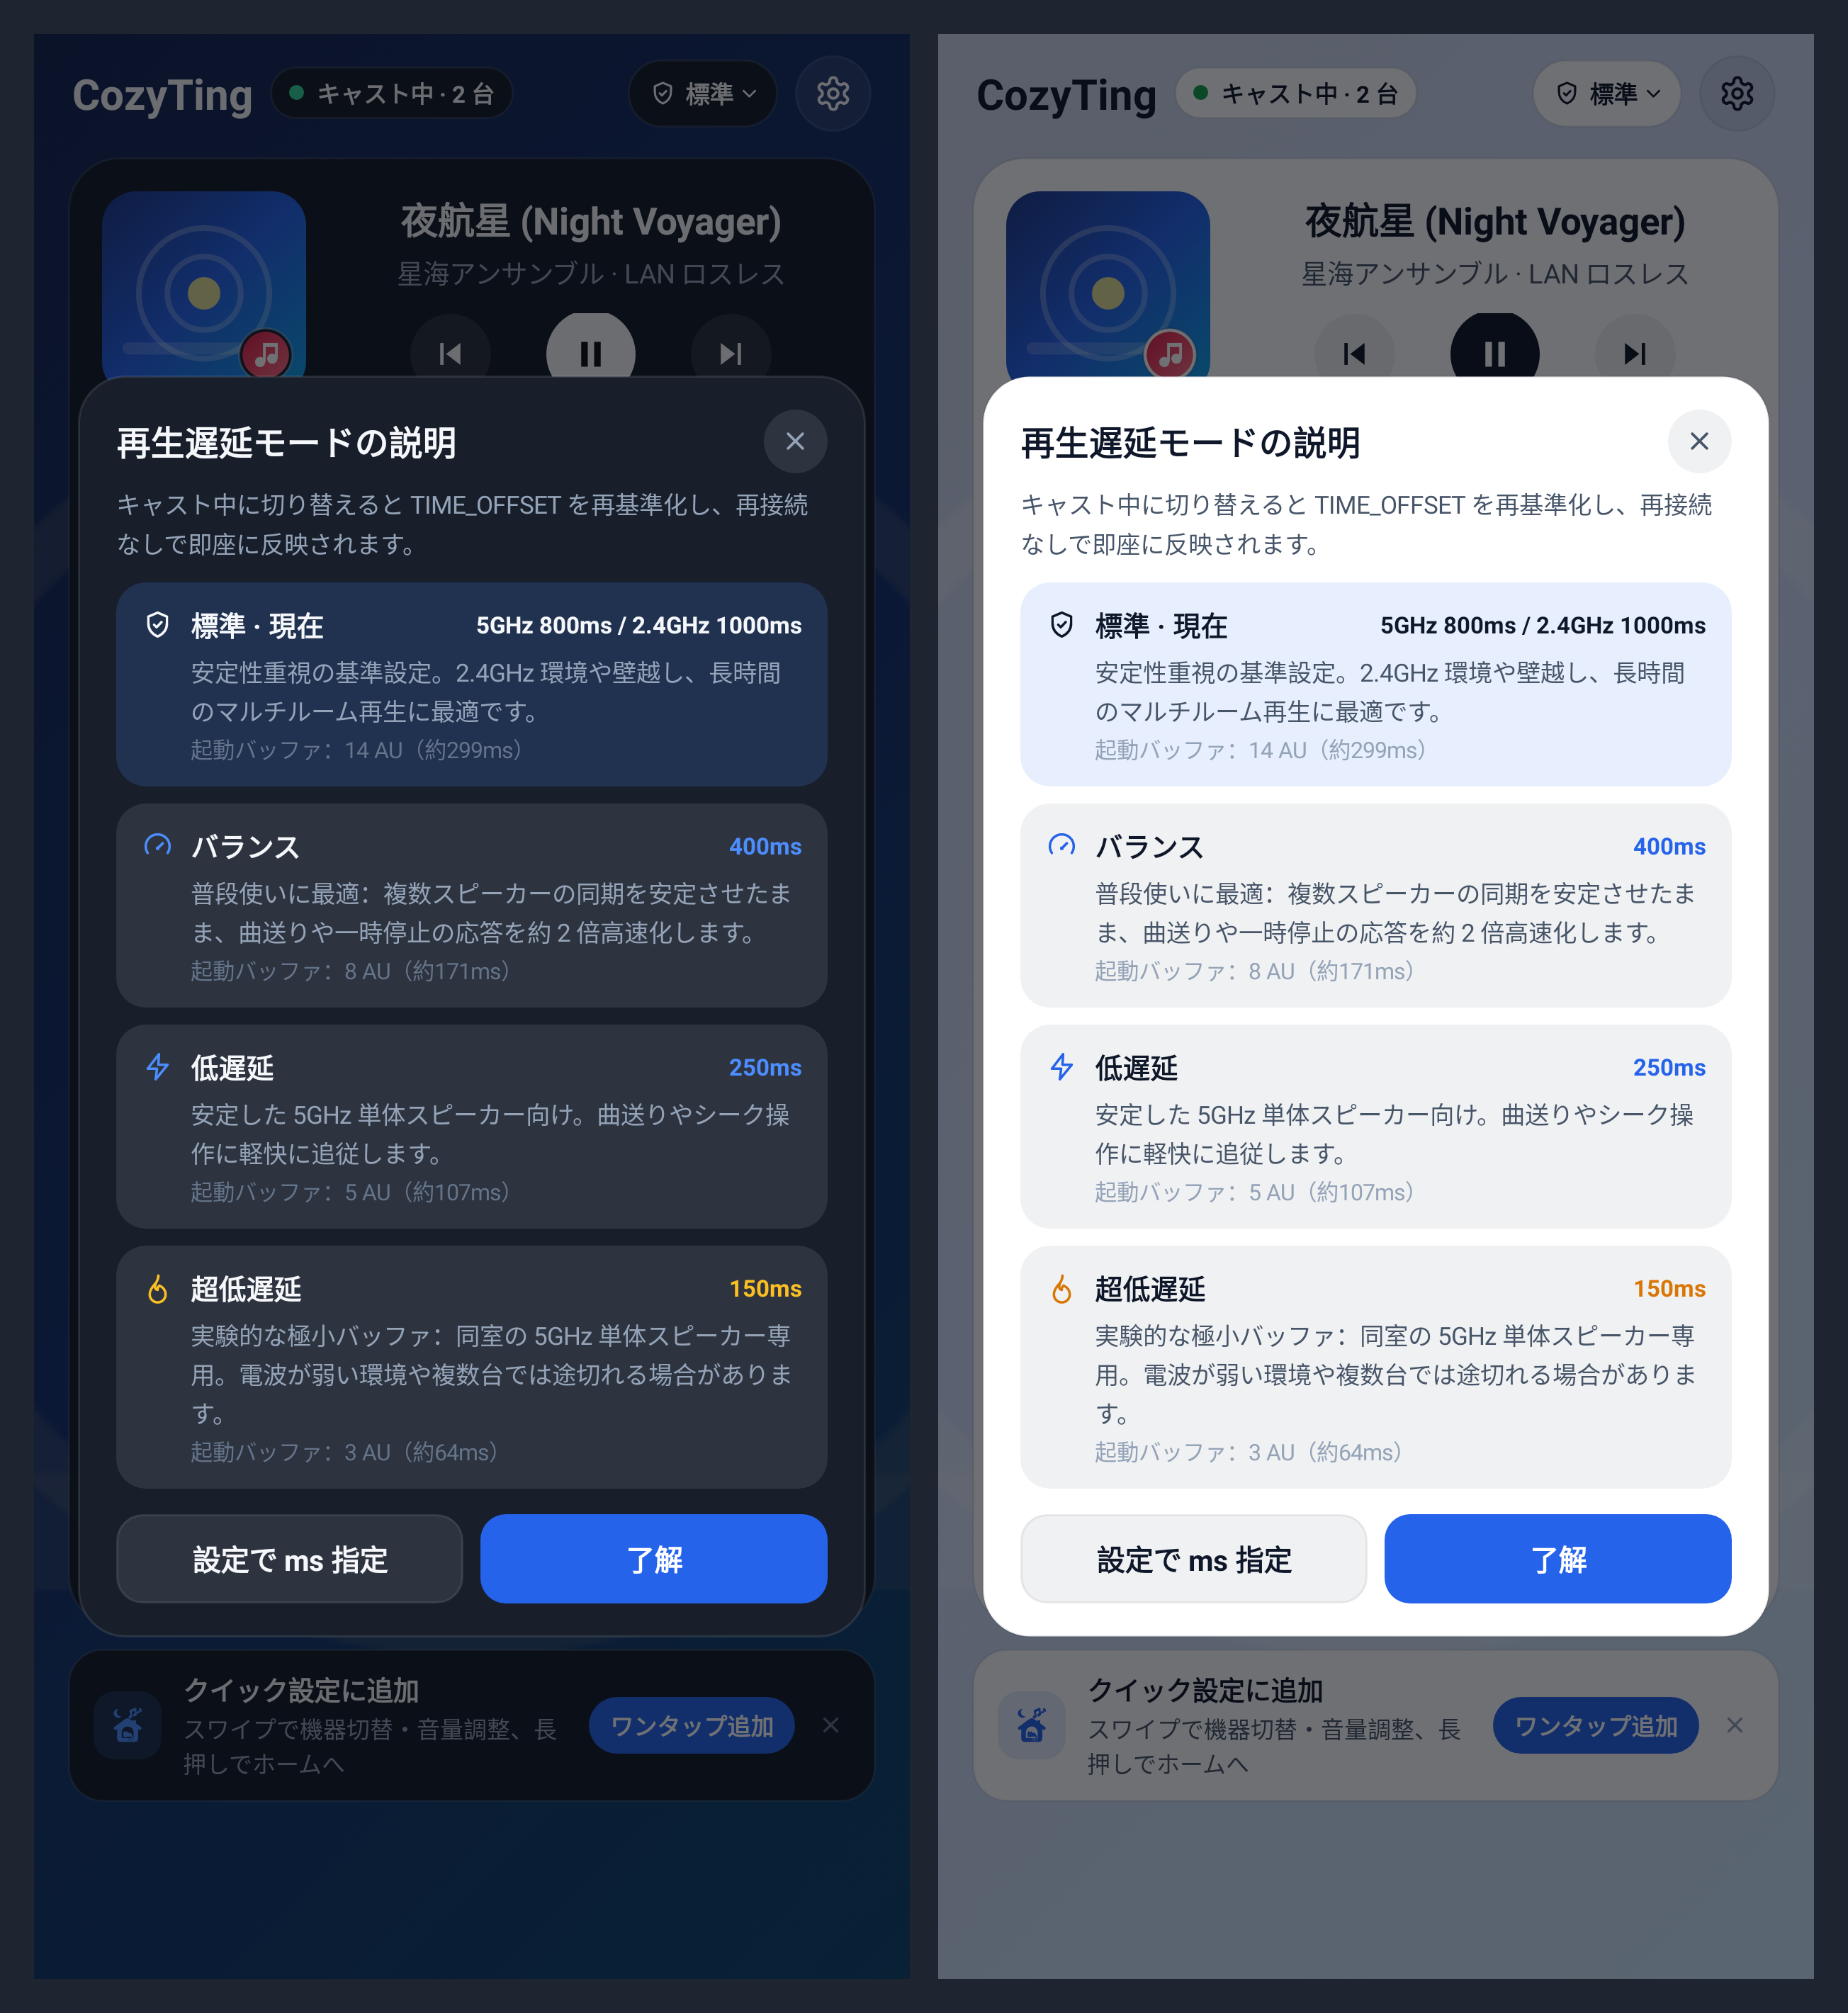 CozyTing
キャスト中 · 2 台
標準
夜航星 (Night Voyager)
星海アンサンブル · LAN ロスレス
再生遅延モードの説明
キャスト中に切り替えると TIME_OFFSET を再基準化し、再接続
なしで即座に反映されます。
標準 · 現在
5GHz 800ms / 2.4GHz 1000ms
安定性重視の基準設定。2.4GHz 環境や壁越し、長時間
のマルチルーム再生に最適です。
起動バッファ：14 AU（約299ms）
バランス
400ms
普段使いに最適：複数スピーカーの同期を安定させたま
ま、曲送りや一時停止の応答を約 2 倍高速化します。
起動バッファ：8 AU（約171ms）
低遅延
250ms
安定した 5GHz 単体スピーカー向け。曲送りやシーク操
作に軽快に追従します。
起動バッファ：5 AU（約107ms）
超低遅延
150ms
実験的な極小バッファ：同室の 5GHz 単体スピーカー専
用。電波が弱い環境や複数台では途切れる場合がありま
す。
起動バッファ：3 AU（約64ms）
設定で ms 指定
了解
クイック設定に追加
スワイプで機器切替・音量調整、長
押しでホームへ
ワンタップ追加
CozyTing
キャスト中 · 2 台
標準
夜航星 (Night Voyager)
星海アンサンブル · LAN ロスレス
再生遅延モードの説明
キャスト中に切り替えると TIME_OFFSET を再基準化し、再接続
なしで即座に反映されます。
標準 · 現在
5GHz 800ms / 2.4GHz 1000ms
安定性重視の基準設定。2.4GHz 環境や壁越し、長時間
のマルチルーム再生に最適です。
起動バッファ：14 AU（約299ms）
バランス
400ms
普段使いに最適：複数スピーカーの同期を安定させたま
ま、曲送りや一時停止の応答を約 2 倍高速化します。
起動バッファ：8 AU（約171ms）
低遅延
250ms
安定した 5GHz 単体スピーカー向け。曲送りやシーク操
作に軽快に追従します。
起動バッファ：5 AU（約107ms）
超低遅延
150ms
実験的な極小バッファ：同室の 5GHz 単体スピーカー専
用。電波が弱い環境や複数台では途切れる場合がありま
す。
起動バッファ：3 AU（約64ms）
設定で ms 指定
了解
クイック設定に追加
スワイプで機器切替・音量調整、長
押しでホームへ
ワンタップ追加